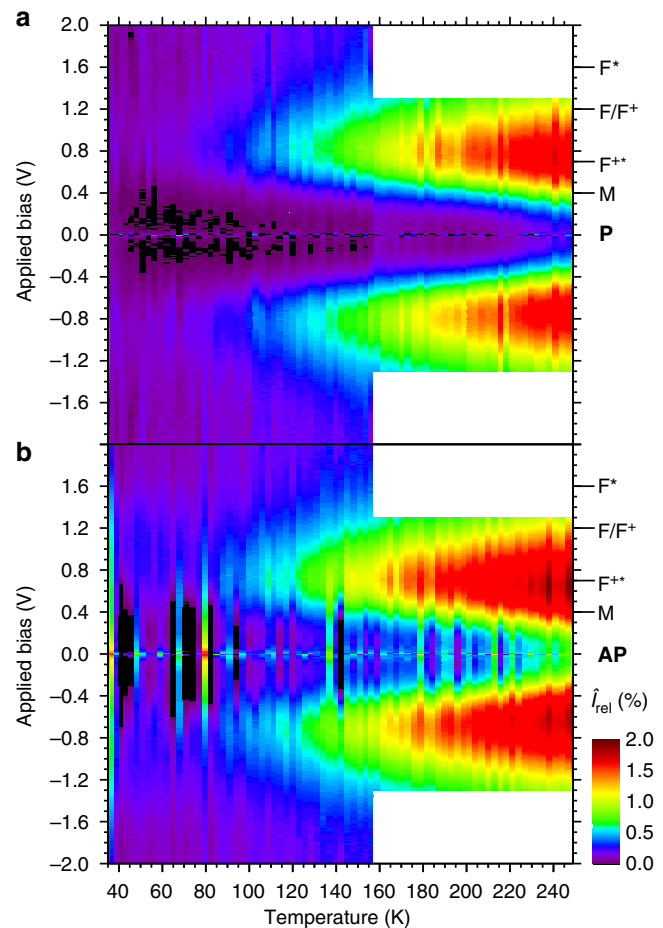 a
2.0
1.6
1.2
0.8
0.4
0.0
−0.4
−0.8
−1.2
−1.6
Applied bias (V)
F*
F/F+
F+*
M
P
b
1.6
1.2
0.8
0.4
0.0
−0.4
−0.8
−1.2
−1.6
−2.0
Applied bias (V)
F*
F/F+
F+*
M
AP
Îrel (%)
2.0
1.5
1.0
0.5
0.0
40 60 80 100 120 140 160 180 200 220 240
Temperature (K)